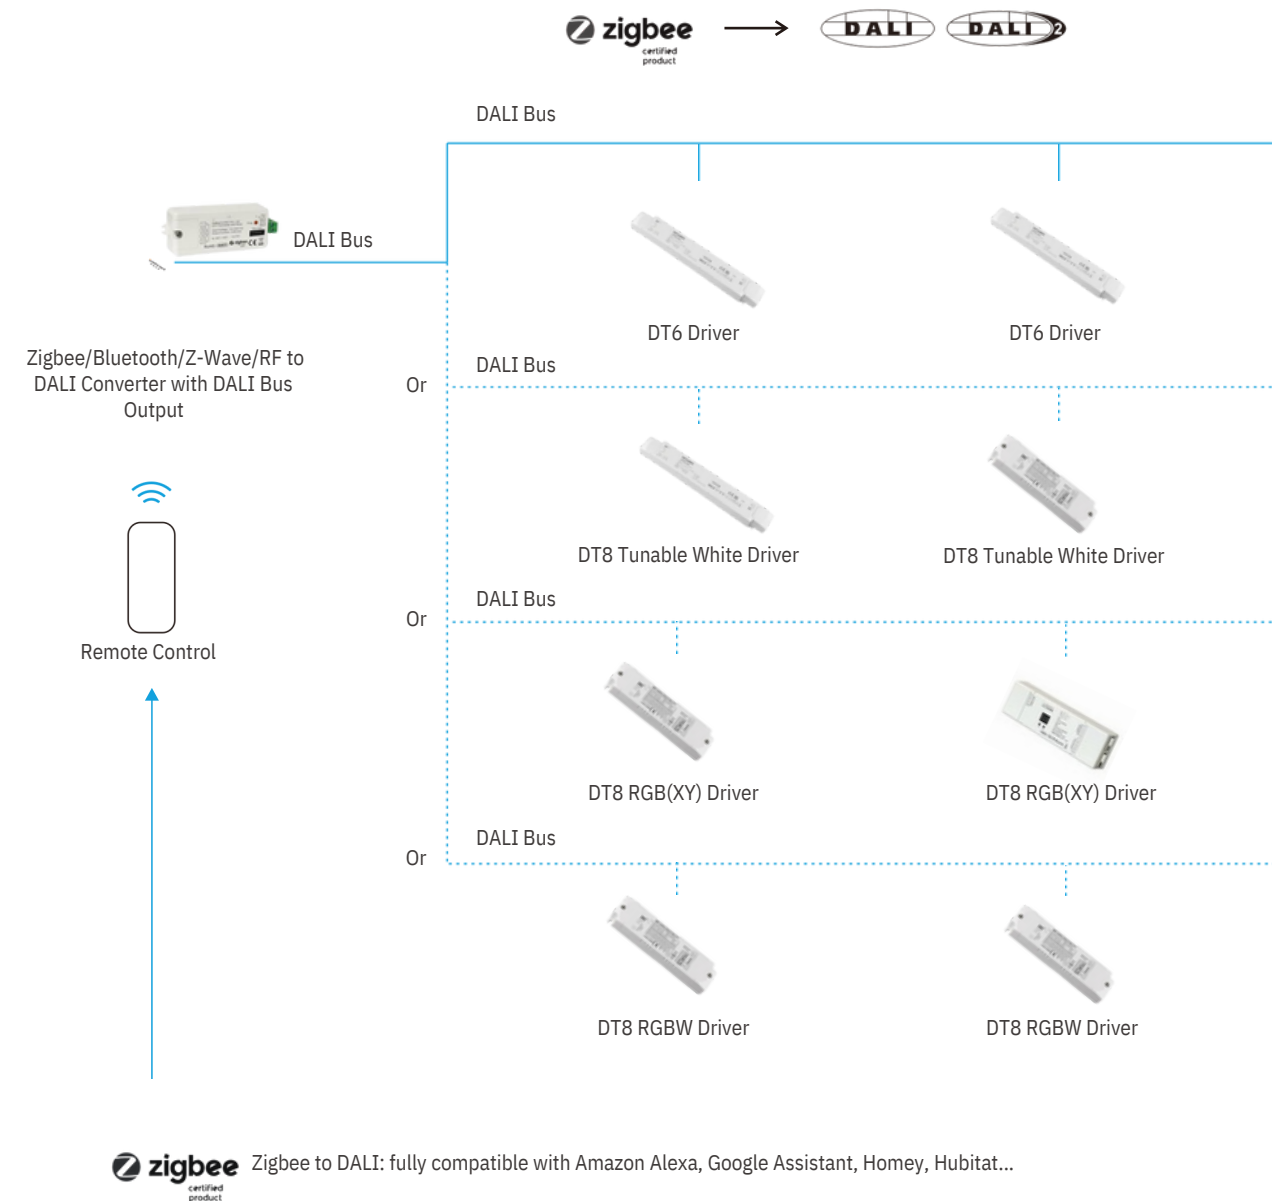 zigbee
certified
product
DALI
DALI 2
DALI Bus
DALI Bus
DT6 Driver
DT6 Driver
Zigbee/Bluetooth/Z-Wave/RF to
DALI Converter with DALI Bus
Output
Or
DALI Bus
DT8 Tunable White Driver
DT8 Tunable White Driver
Or
DALI Bus
Remote Control
DT8 RGB(XY) Driver
DT8 RGB(XY) Driver
Or
DALI Bus
DT8 RGBW Driver
DT8 RGBW Driver
zigbee
certified
product
Zigbee to DALI: fully compatible with Amazon Alexa, Google Assistant, Homey, Hubitat...